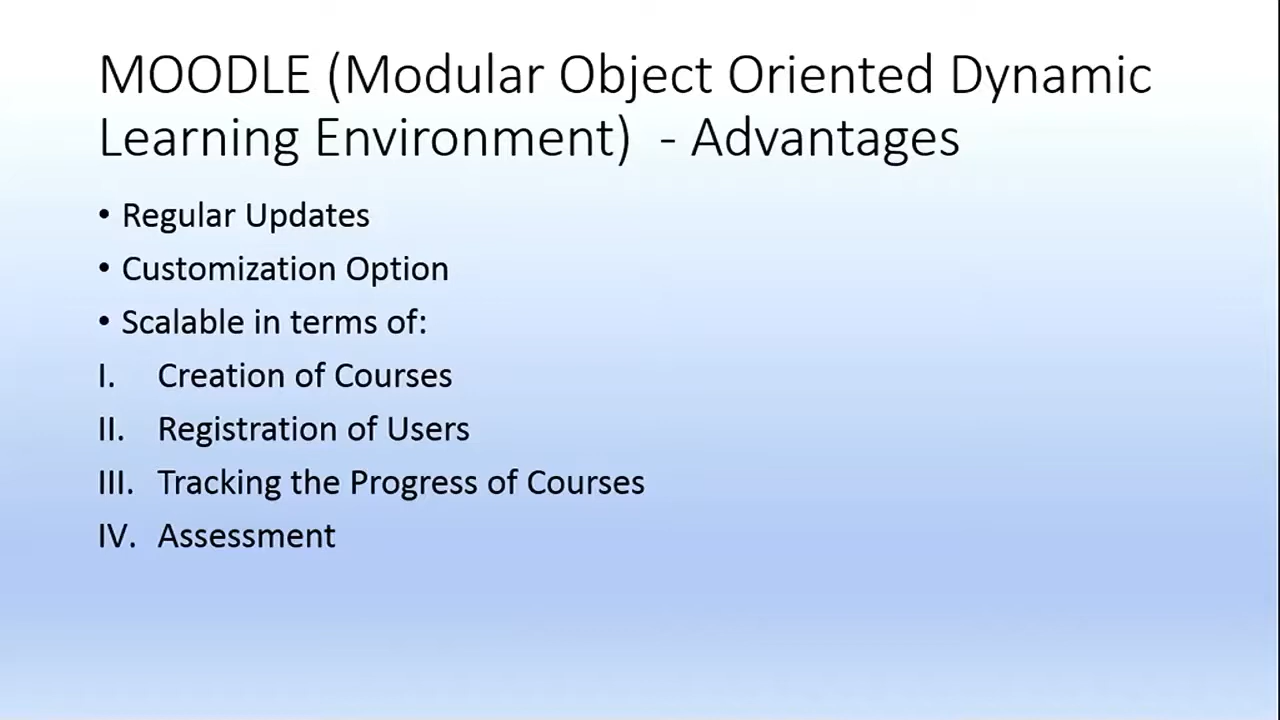 MOODLE (Modular Object Oriented Dynamic
Learning Environment)  - Advantages
• Regular Updates
• Customization Option
• Scalable in terms of:
I. Creation of Courses
II. Registration of Users
III. Tracking the Progress of Courses
IV. Assessment